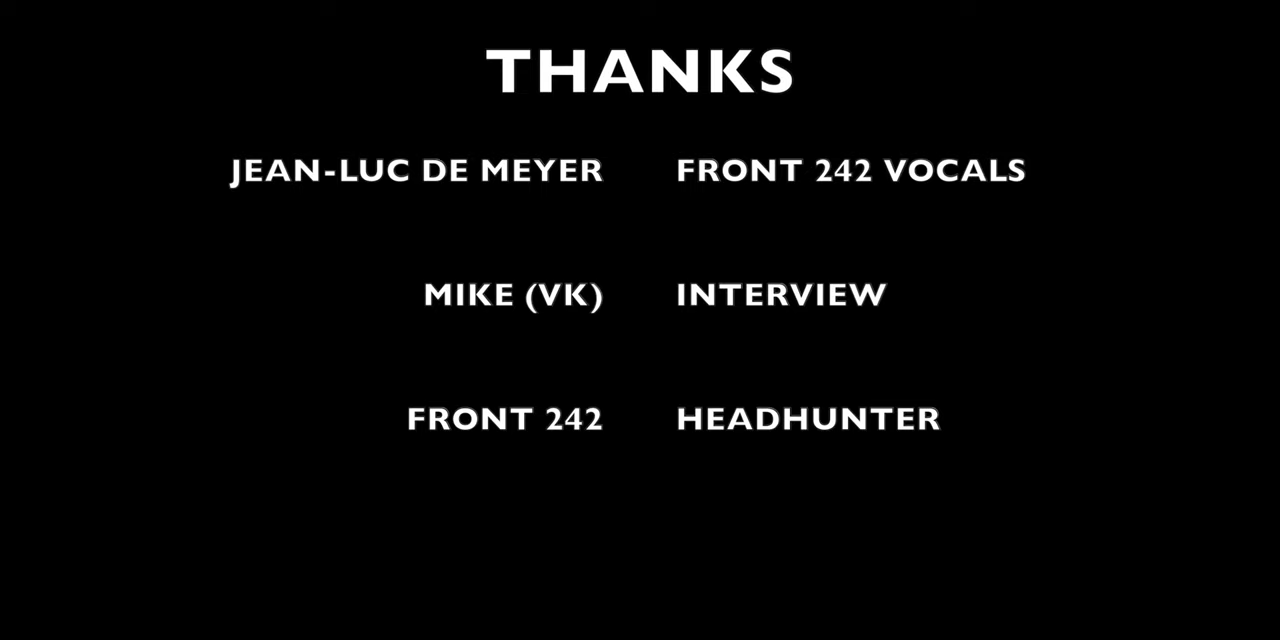 THANKS
JEAN-LUC DE MEYER FRONT 242 VOCALS
MIKE (VK) INTERVIEW
FRONT 242 HEADHUNTER